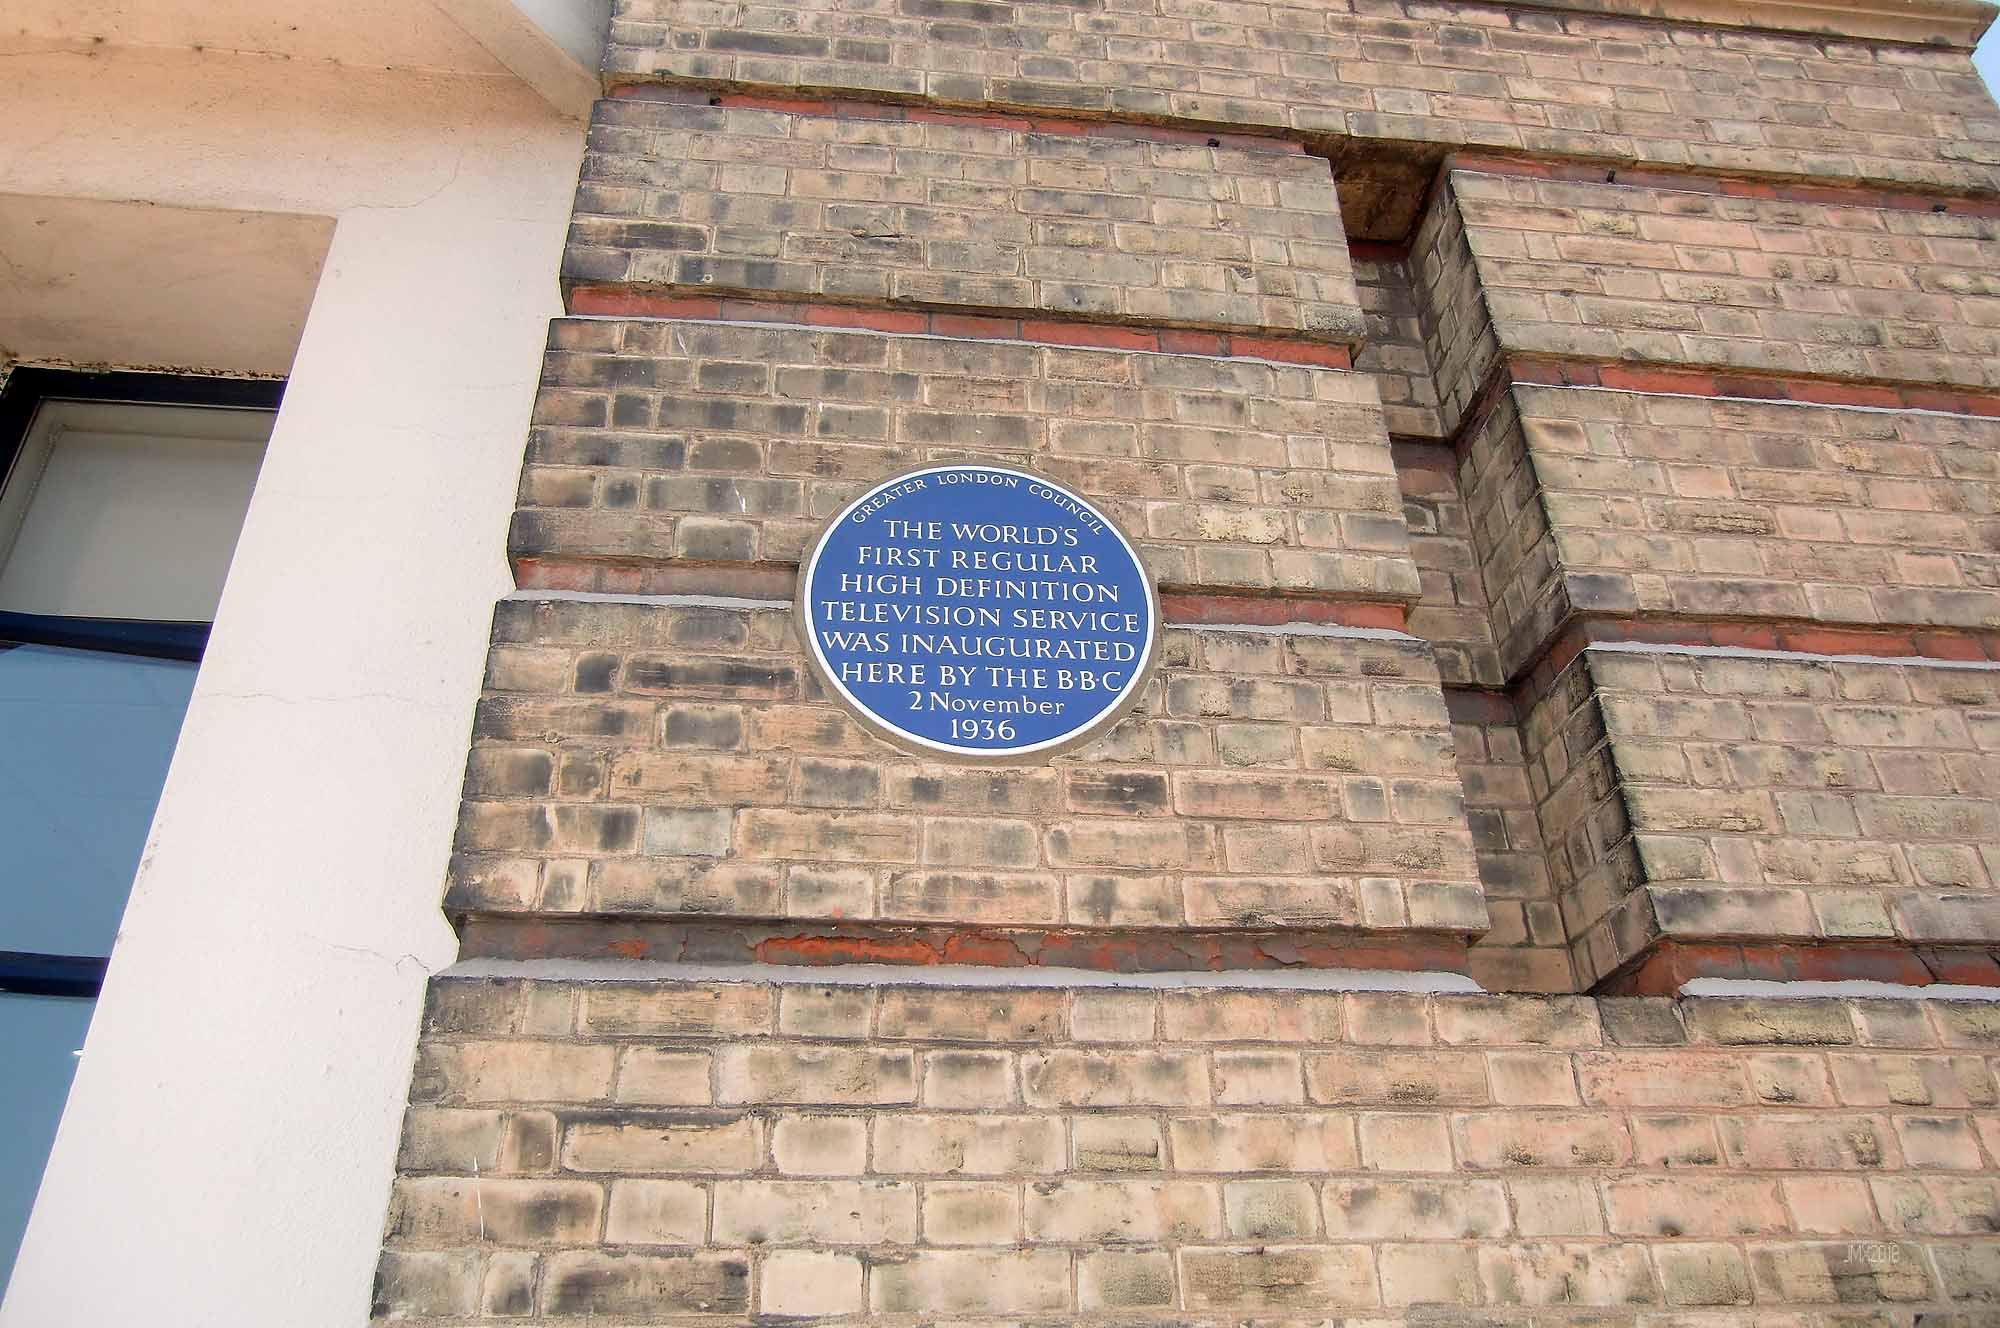 GREATER LONDON COUNCIL
THE WORLD'S
FIRST REGULAR
HIGH DEFINITION
TELEVISION SERVICE
WAS INAUGURATED
HERE BY THE B·B·C
2 November
1936
JMX2018